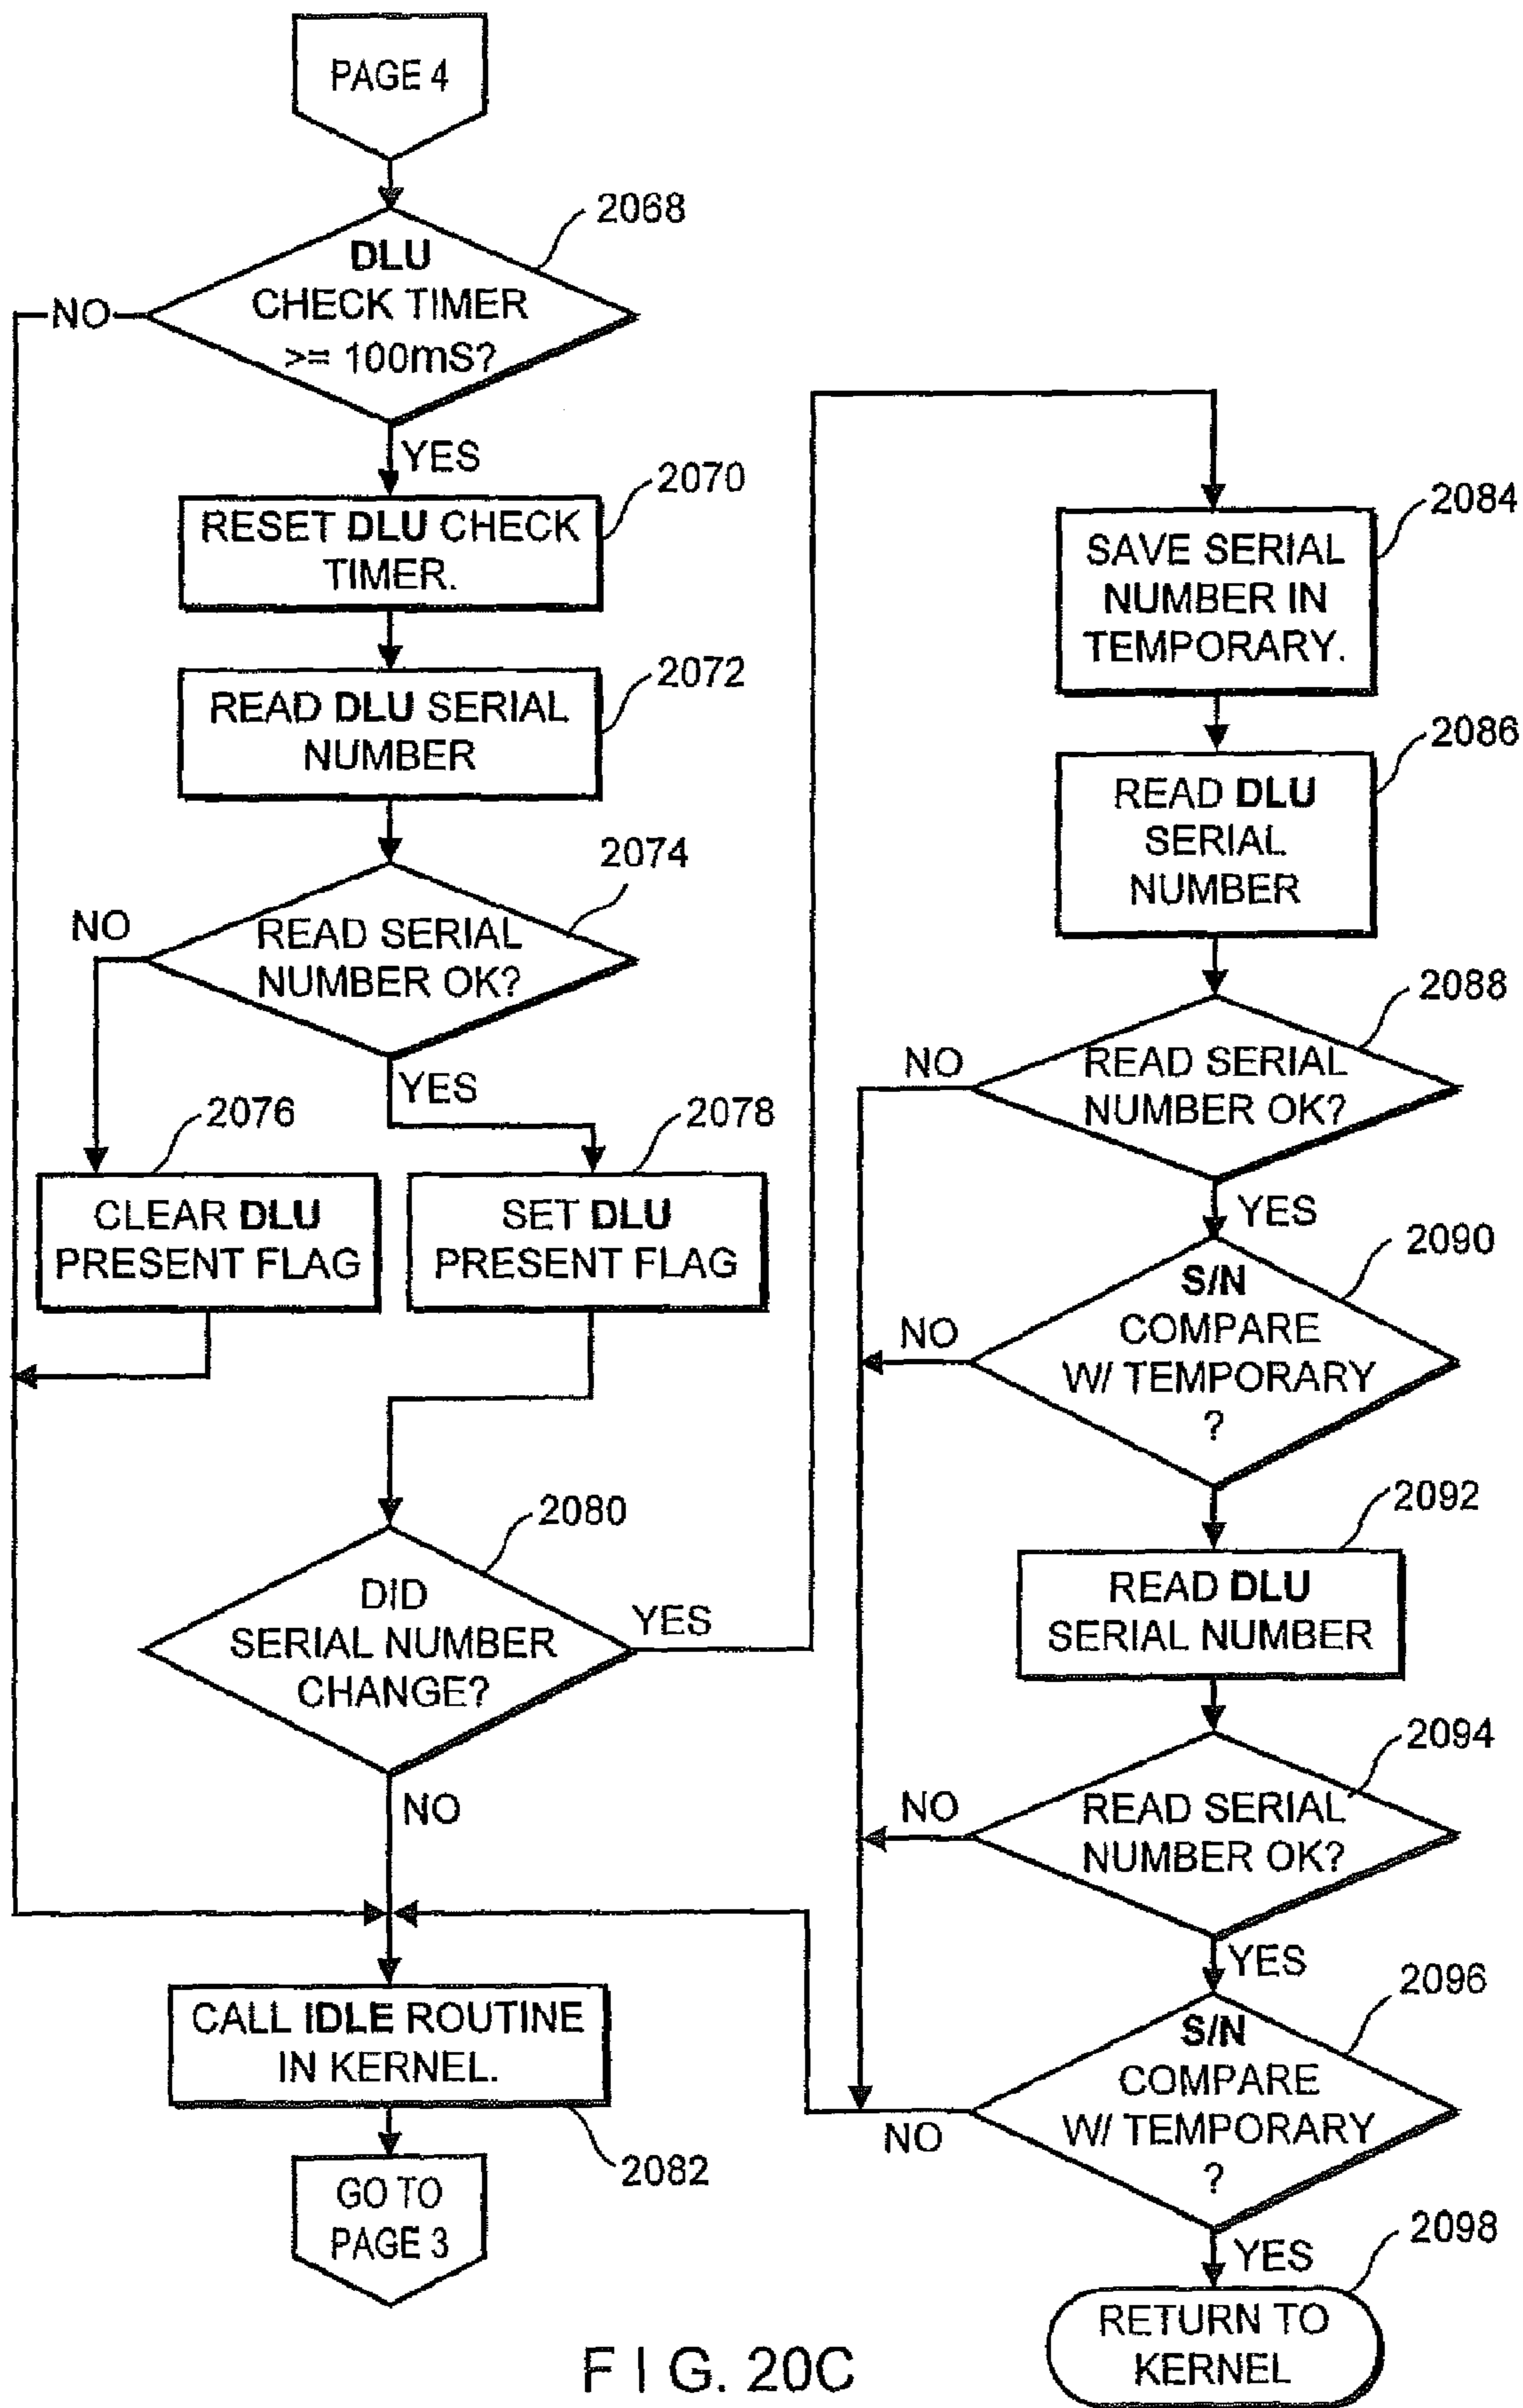 PAGE 4
2068
DLU
CHECK TIMER
>= 100mS?
NO
YES
2070
RESET DLU CHECK
TIMER.
2072
READ DLU SERIAL
NUMBER
2074
READ SERIAL
NUMBER OK?
NO
YES
2076
CLEAR DLU
PRESENT FLAG
2078
SET DLU
PRESENT FLAG
2080
DID
SERIAL NUMBER
CHANGE?
YES
NO
CALL IDLE ROUTINE
IN KERNEL.
2082
GO TO
PAGE 3
2084
SAVE SERIAL
NUMBER IN
TEMPORARY.
2086
READ DLU
SERIAL
NUMBER
2088
READ SERIAL
NUMBER OK?
NO
YES
2090
S/N
COMPARE
W/ TEMPORARY
?
NO
2092
READ DLU
SERIAL NUMBER
2094
READ SERIAL
NUMBER OK?
NO
YES
2096
S/N
COMPARE
W/ TEMPORARY
?
NO
YES
2098
RETURN TO
KERNEL
FIG. 20C